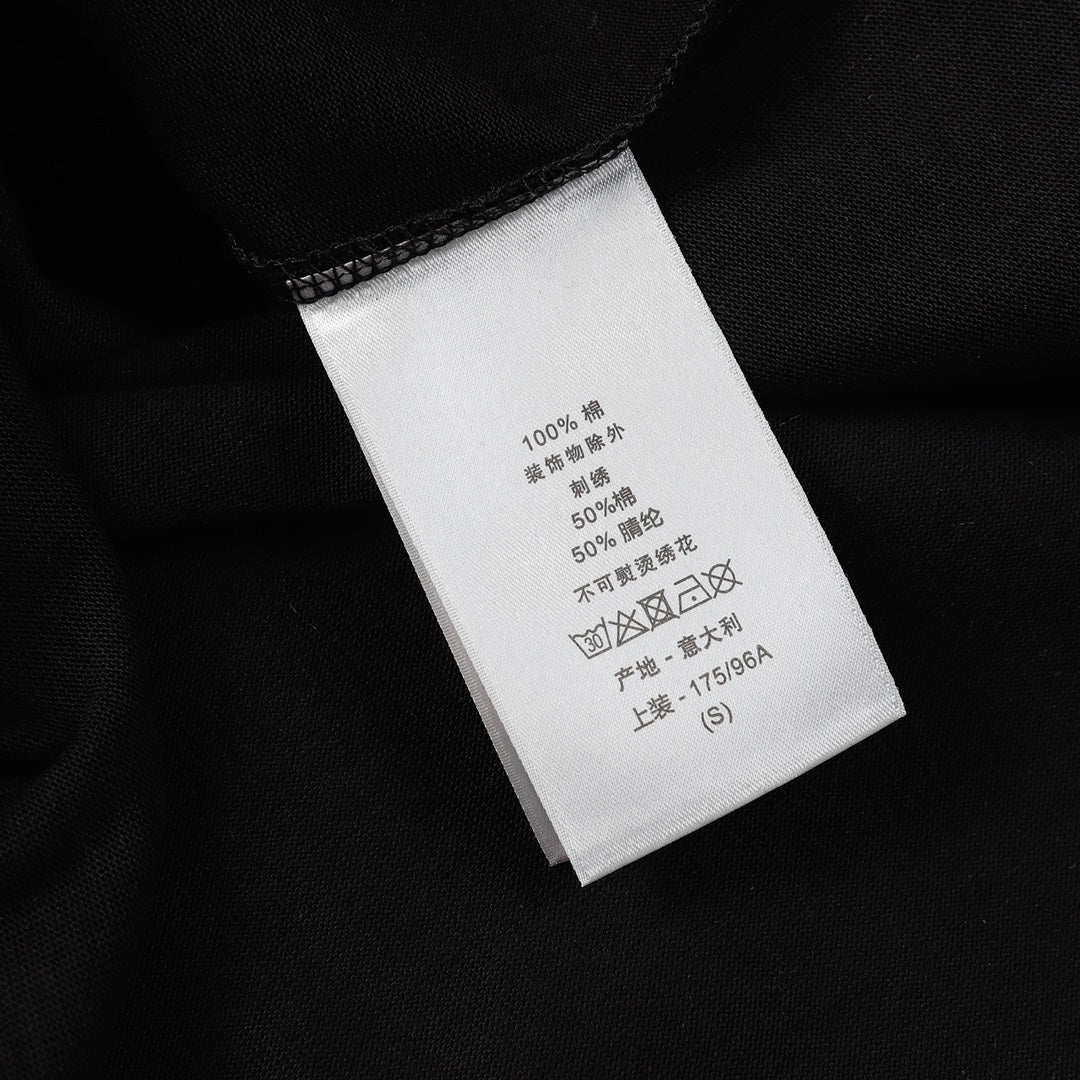 100% 棉
装饰物除外
刺绣
50%棉
50% 腈纶
不可熨烫绣花
30
产地 - 意大利
上装 - 175/96A
(S)